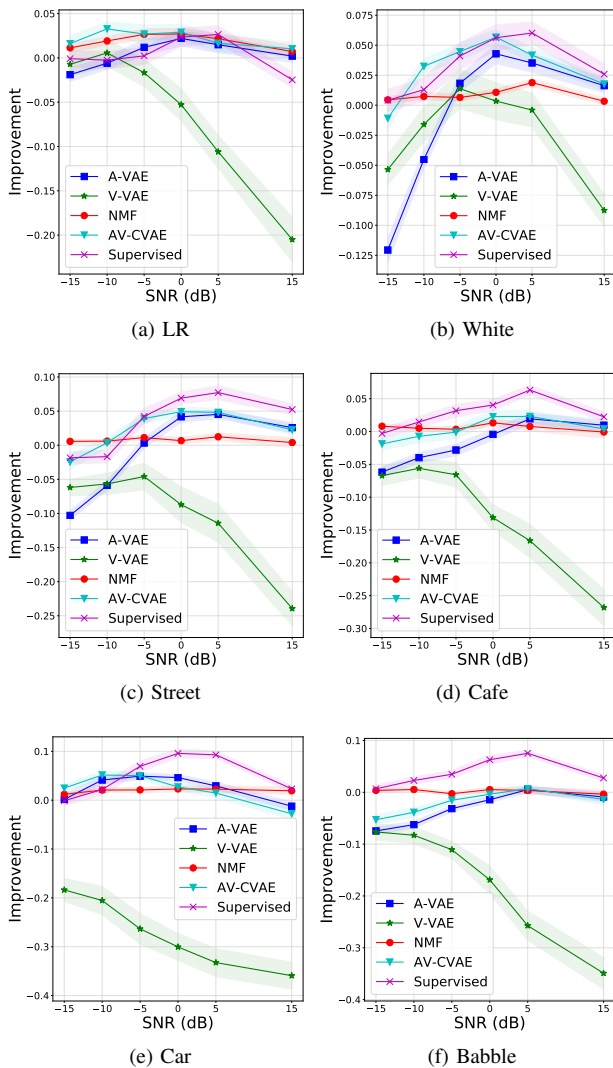 0.05
0.00
−0.05
−0.10
−0.15
−0.20
Improvement
A-VAE
V-VAE
NMF
AV-CVAE
Supervised
−15 −10 −5 0 5 15
SNR (dB)
(a) LR
0.075
0.050
0.025
0.000
−0.025
−0.050
−0.075
−0.100
−0.125
Improvement
A-VAE
V-VAE
NMF
AV-CVAE
Supervised
−15 −10 −5 0 5 15
SNR (dB)
(b) White
0.10
0.05
0.00
−0.05
−0.10
−0.15
−0.20
−0.25
Improvement
A-VAE
V-VAE
NMF
AV-CVAE
Supervised
−15 −10 −5 0 5 15
SNR (dB)
(c) Street
0.05
0.00
−0.05
−0.10
−0.15
−0.20
−0.25
−0.30
Improvement
A-VAE
V-VAE
NMF
AV-CVAE
Supervised
−15 −10 −5 0 5 15
SNR (dB)
(d) Cafe
0.1
0.0
−0.1
−0.2
−0.3
−0.4
Improvement
A-VAE
V-VAE
NMF
AV-CVAE
Supervised
−15 −10 −5 0 5 15
SNR (dB)
(e) Car
0.1
0.0
−0.1
−0.2
−0.3
−0.4
Improvement
A-VAE
V-VAE
NMF
AV-CVAE
Supervised
−15 −10 −5 0 5 15
SNR (dB)
(f) Babble